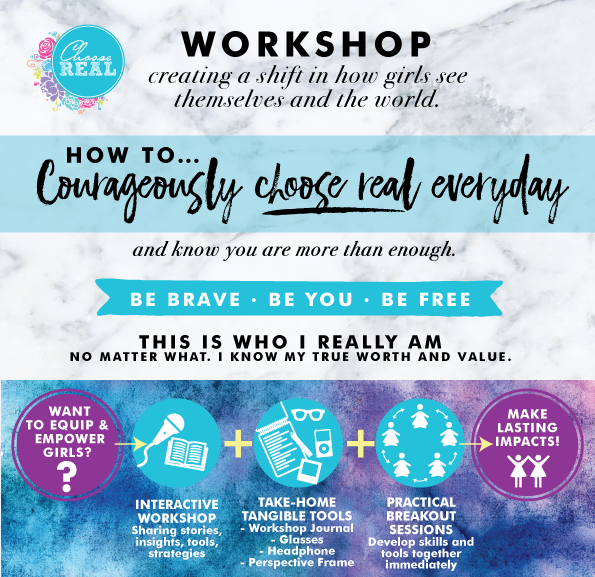 Choose
REAL
WORKSHOP
creating a shift in how girls see
themselves and the world.
HOW TO...
Courageously choose real everyday
and know you are more than enough.
BE BRAVE · BE YOU · BE FREE
THIS IS WHO I REALLY AM
NO MATTER WHAT. I KNOW MY TRUE WORTH AND VALUE.
WANT
TO EQUIP &
EMPOWER
GIRLS?
?
+
+
MAKE
LASTING
IMPACTS!
INTERACTIVE
WORKSHOP
Sharing stories,
insights, tools,
strategies
TAKE-HOME
TANGIBLE TOOLS
- Workshop Journal
- Glasses
- Headphone
- Perspective Frame
PRACTICAL
BREAKOUT
SESSIONS
Develop skills and
tools together
immediately